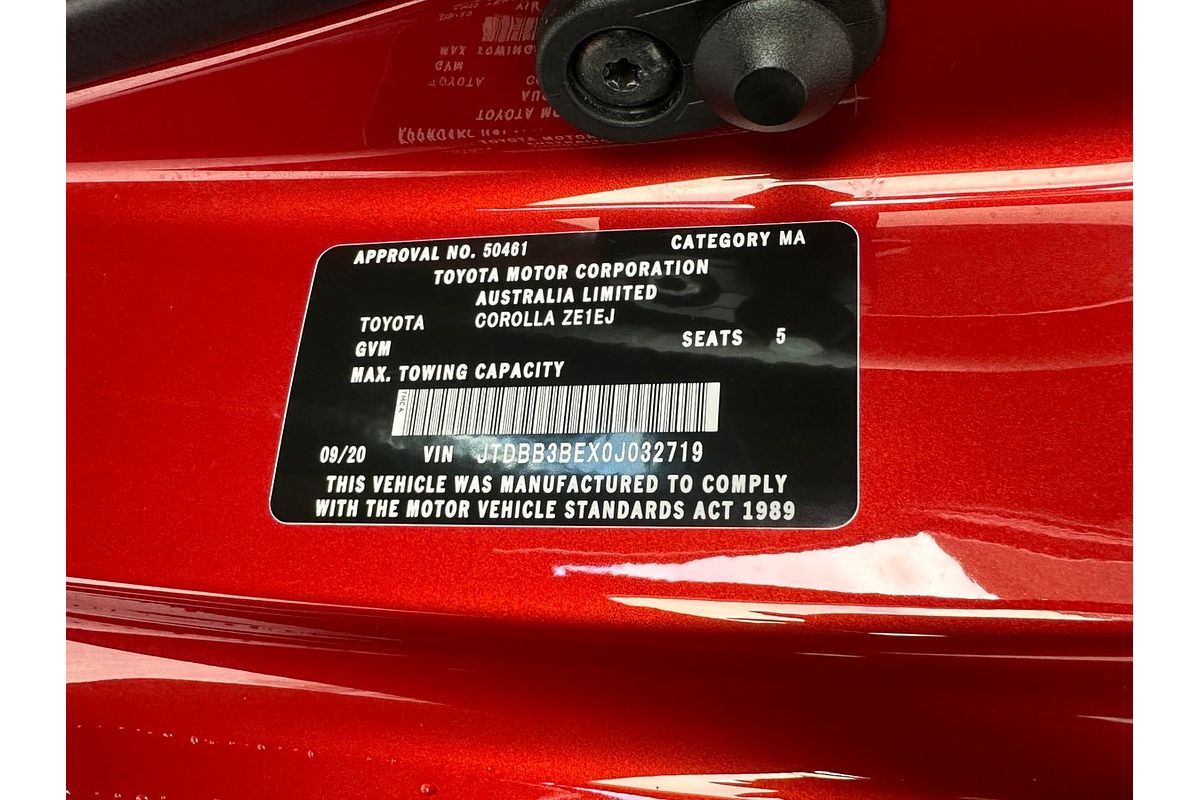 APPROVAL NO. 50461 CATEGORY MA
TOYOTA MOTOR CORPORATION
AUSTRALIA LIMITED
TOYOTA COROLLA ZE1EJ
GVM SEATS 5
MAX. TOWING CAPACITY
TMCA
09/20 VIN JTDBB3BEX0J032719
THIS VEHICLE WAS MANUFACTURED TO COMPLY
WITH THE MOTOR VEHICLE STANDARDS ACT 1989